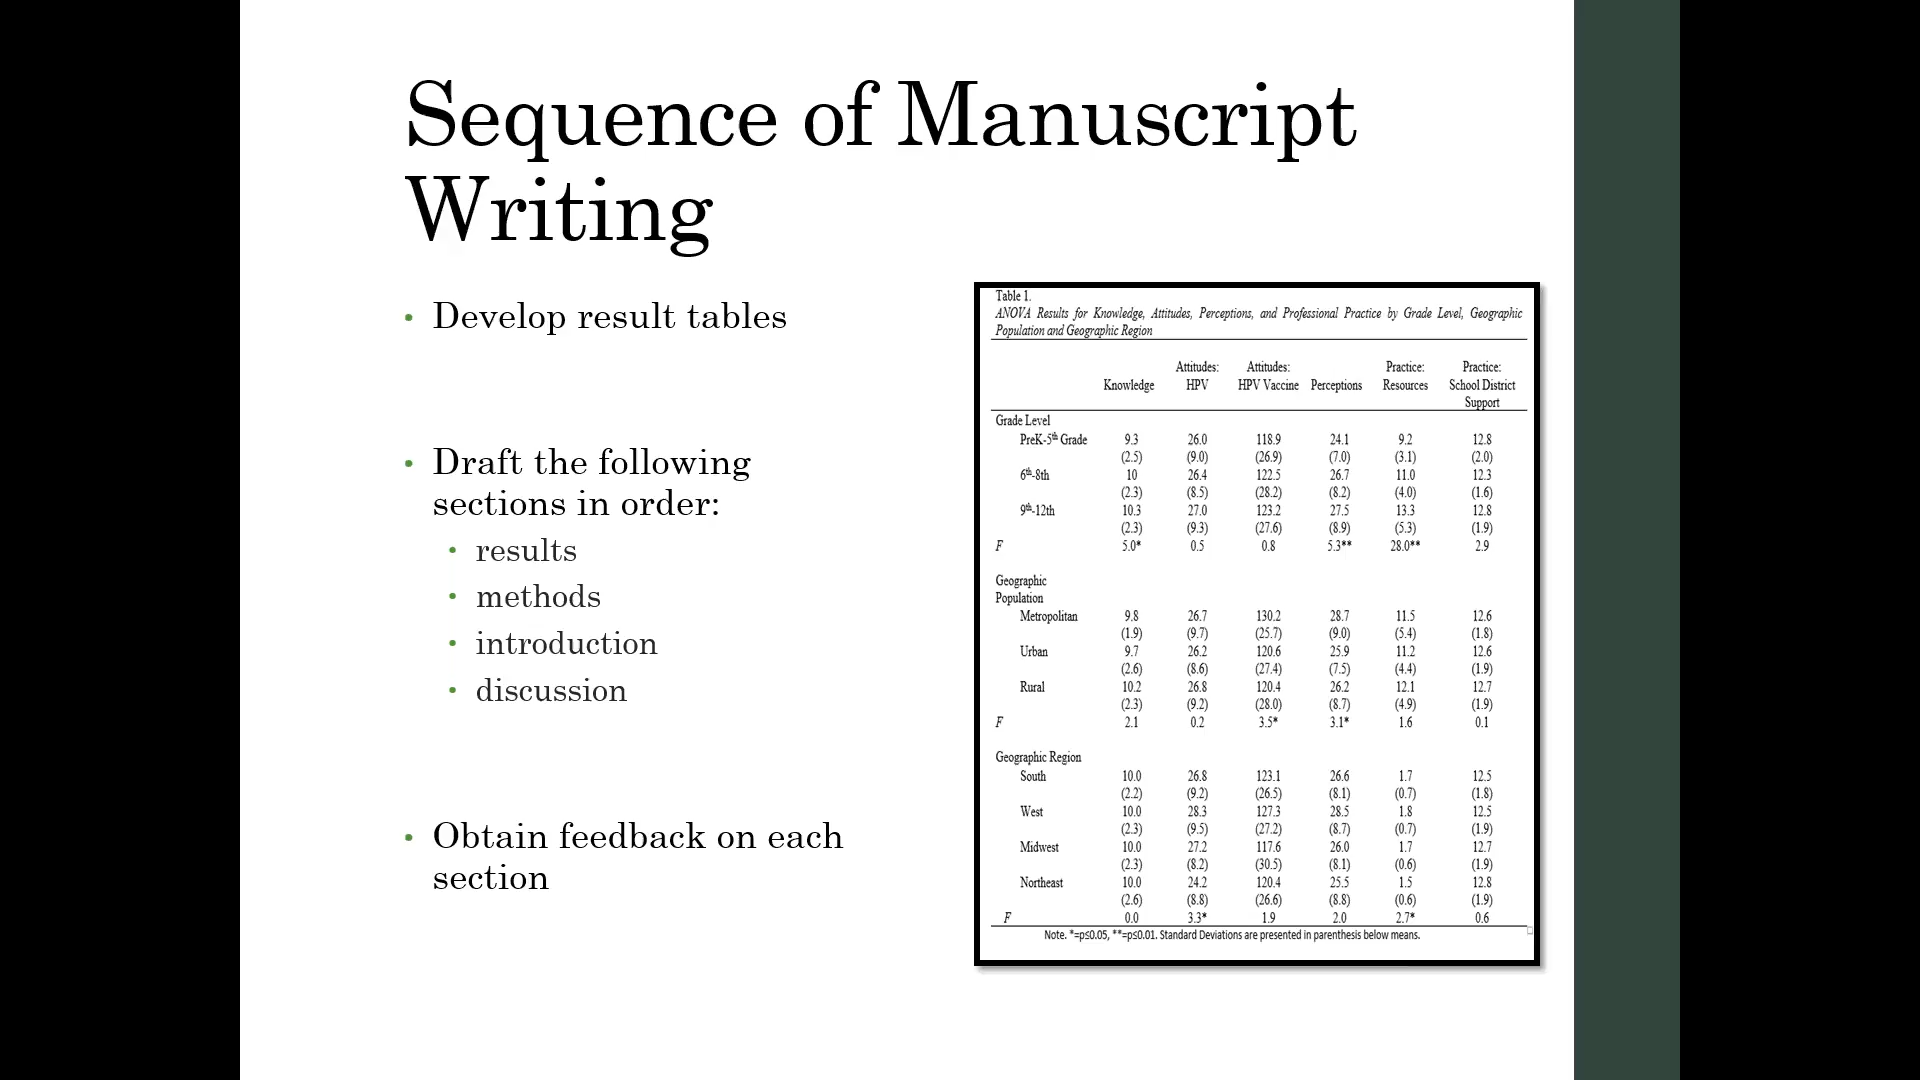 Sequence of Manuscript
Writing
• Develop result tables
• Draft the following
sections in order:
• results
• methods
• introduction
• discussion
• Obtain feedback on each
section
Table 1.
ANOVA Results for Knowledge, Attitudes, Perceptions, and Professional Practice by Grade Level, Geographic
Population and Geographic Region
Attitudes: Attitudes: Practice: Practice:
Knowledge HPV HPV Vaccine Perceptions Resources School District
Support
Grade Level
PreK-5th Grade 9.3 26.0 118.9 24.1 9.2 12.8
(2.5) (9.0) (26.9) (7.0) (3.1) (2.0)
6th-8th 10 26.4 122.5 26.7 11.0 12.3
(2.3) (8.5) (28.2) (8.2) (4.0) (1.6)
9th-12th 10.3 27.0 123.2 27.5 13.3 12.8
(2.3) (9.3) (27.6) (8.9) (5.3) (1.9)
F 5.0* 0.5 0.8 5.3** 28.0** 2.9
Geographic
Population
Metropolitan 9.8 26.7 130.2 28.7 11.5 12.6
(1.9) (9.7) (25.7) (9.0) (5.4) (1.8)
Urban 9.7 26.2 120.6 25.9 11.2 12.6
(2.6) (8.6) (27.4) (7.5) (4.4) (1.9)
Rural 10.2 26.8 120.4 26.2 12.1 12.7
(2.3) (9.2) (28.0) (8.7) (4.9) (1.9)
F 2.1 0.2 3.5* 3.1* 1.6 0.1
Geographic Region
South 10.0 26.8 123.1 26.6 1.7 12.5
(2.2) (9.2) (26.5) (8.1) (0.7) (1.8)
West 10.0 28.3 127.3 28.5 1.8 12.5
(2.3) (9.5) (27.2) (8.7) (0.7) (1.9)
Midwest 10.0 27.2 117.6 26.0 1.7 12.7
(2.3) (8.2) (30.5) (8.1) (0.6) (1.9)
Northeast 10.0 24.2 120.4 25.5 1.5 12.8
(2.6) (8.8) (26.6) (8.8) (0.6) (1.9)
F 0.0 3.3* 1.9 2.0 2.7* 0.6
Note. *=p≤0.05, **=p≤0.01. Standard Deviations are presented in parenthesis below means.